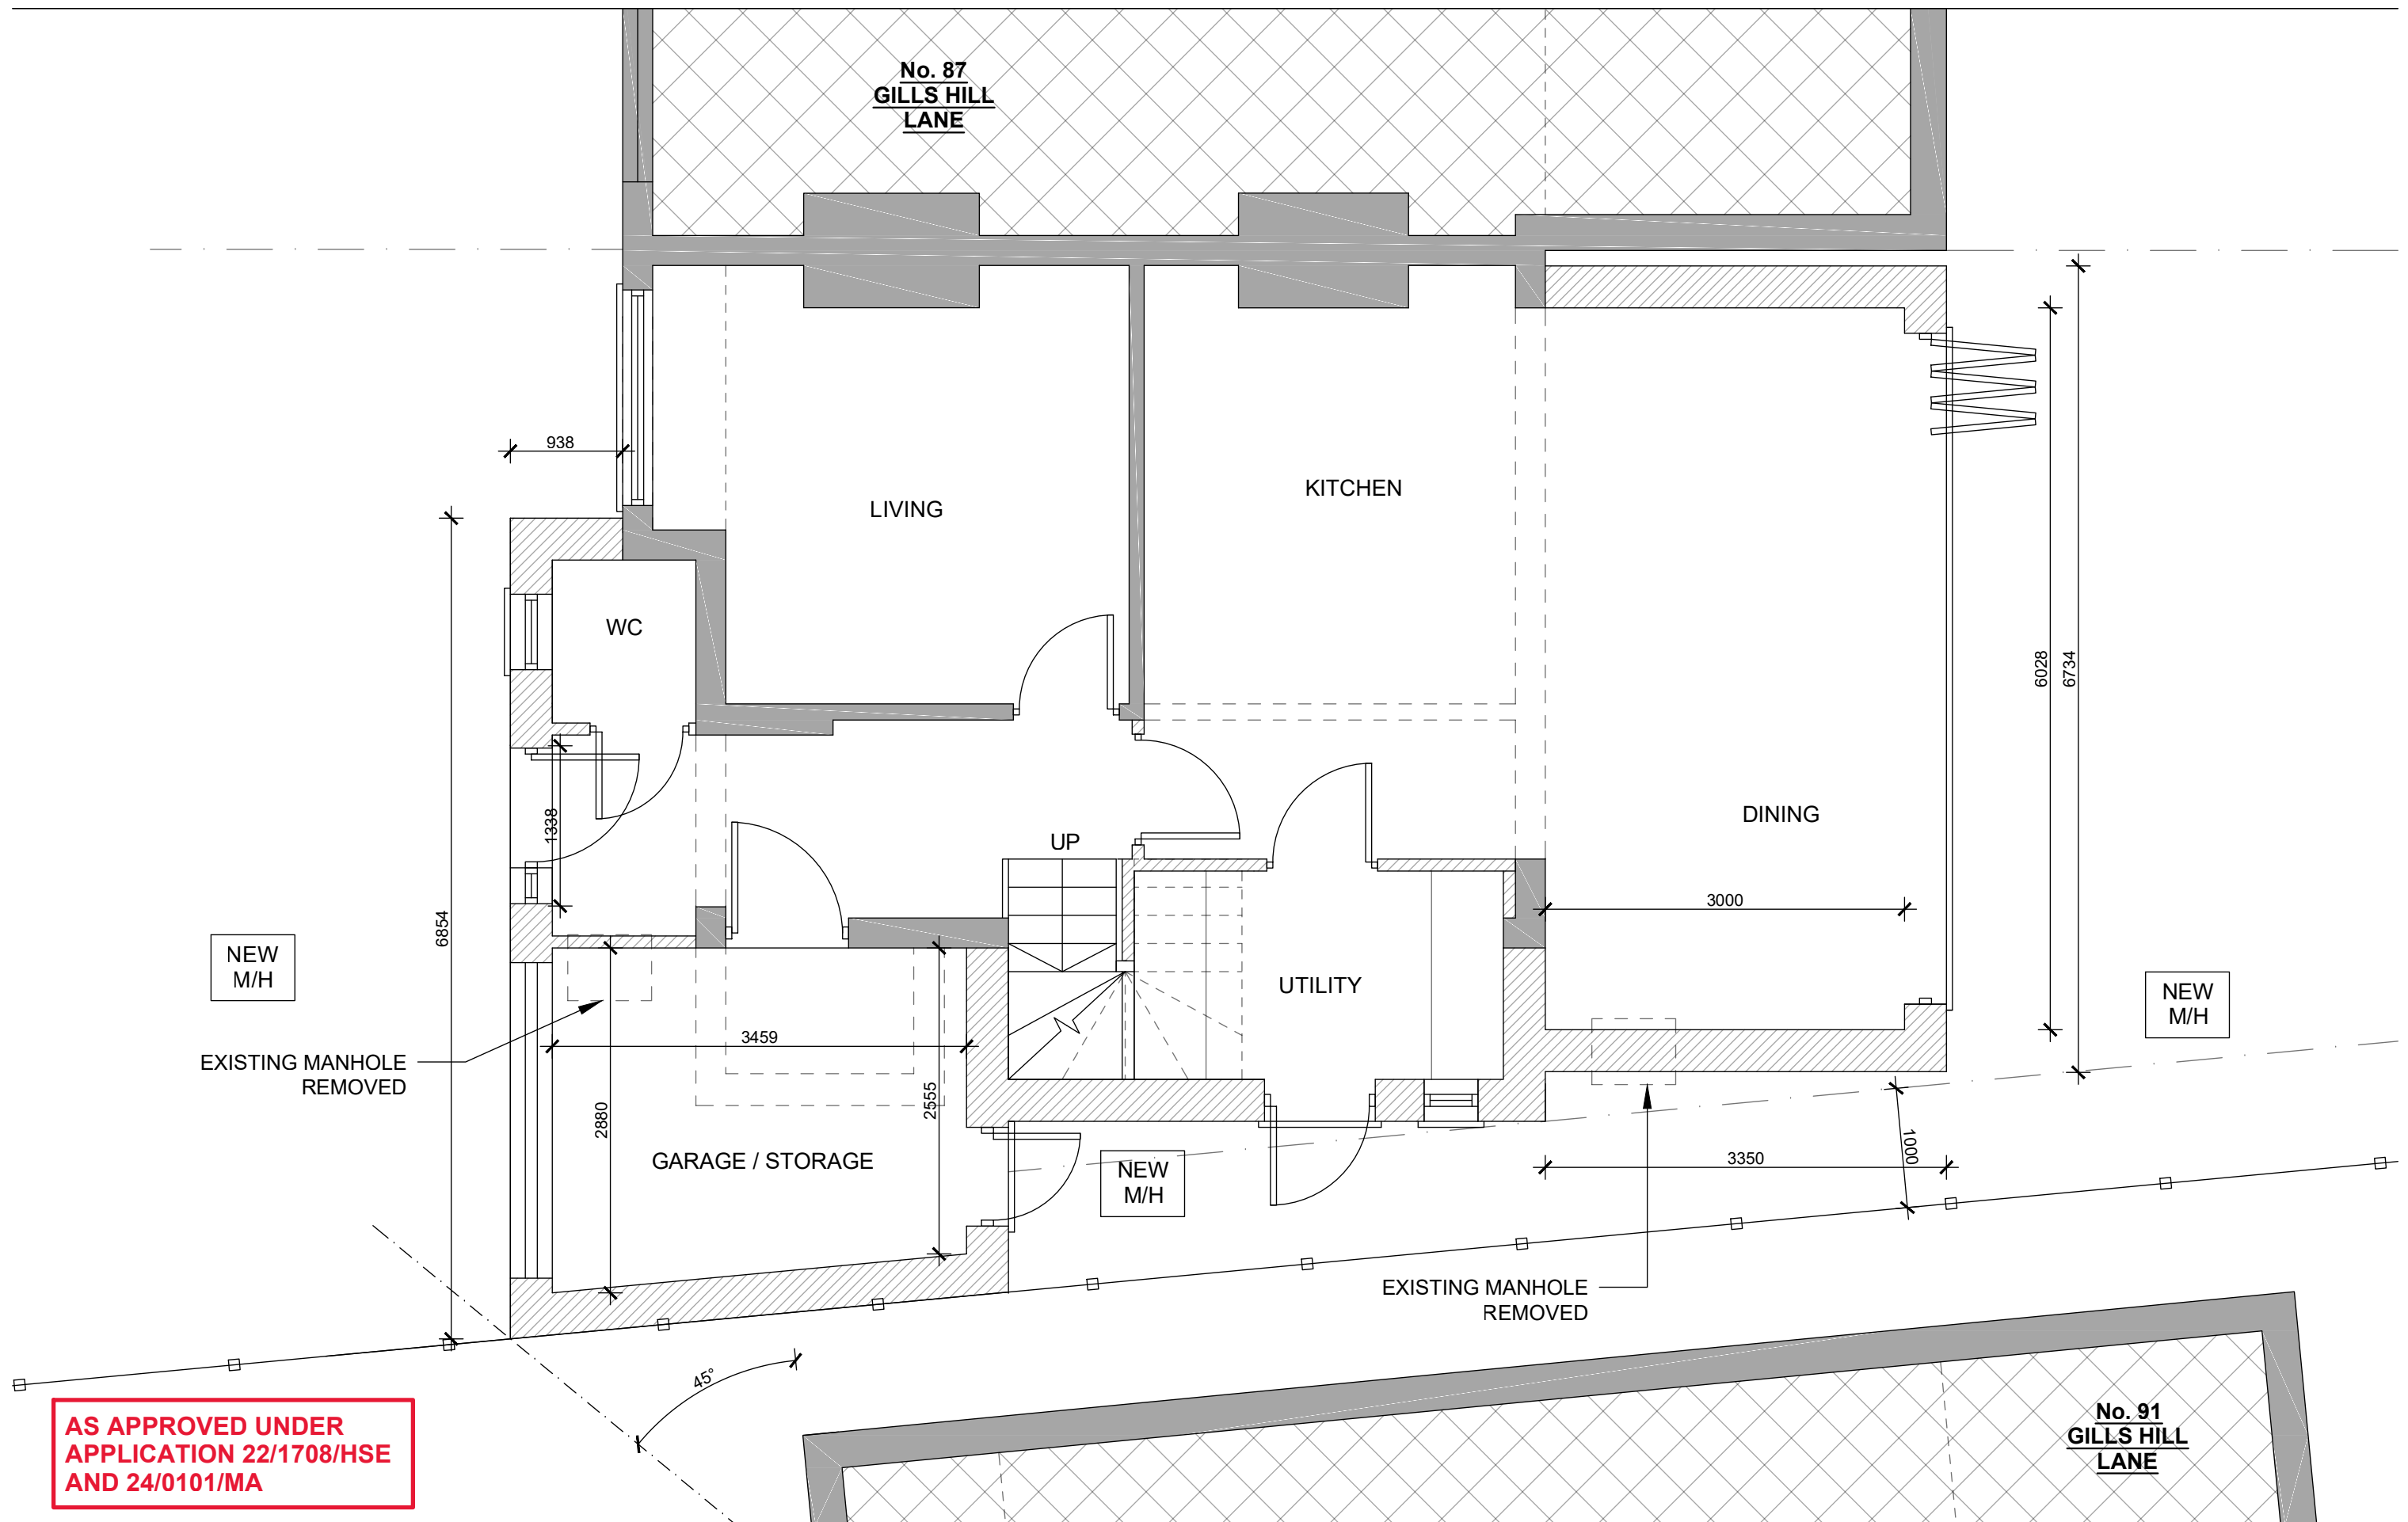 No. 87
GILLS HILL
LANE
938
LIVING
KITCHEN
WC
6028
6734
1338
UP
DINING
3000
6854
NEW
M/H
UTILITY
NEW
M/H
3459
EXISTING MANHOLE
REMOVED
2880
2555
GARAGE / STORAGE
NEW
M/H
3350
1000
EXISTING MANHOLE
REMOVED
45°
AS APPROVED UNDER
APPLICATION 22/1708/HSE
AND 24/0101/MA
No. 91
GILLS HILL
LANE